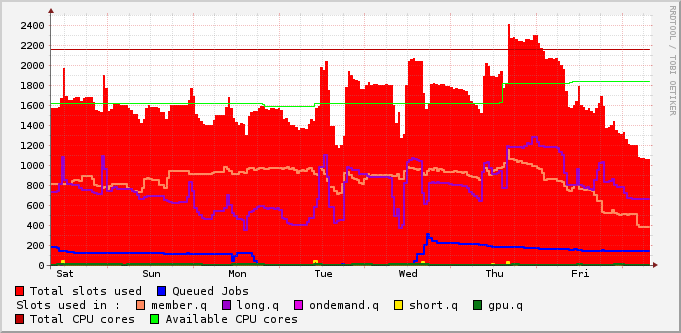 RRDTOOL / TOBI OETIKER
2400
2200
2000
1800
1600
1400
1200
1000
800
600
400
200
0
Sat Sun Mon Tue Wed Thu Fri
Total slots used Queued Jobs
Slots used in : member.q long.q ondemand.q short.q gpu.q
Total CPU cores Available CPU cores